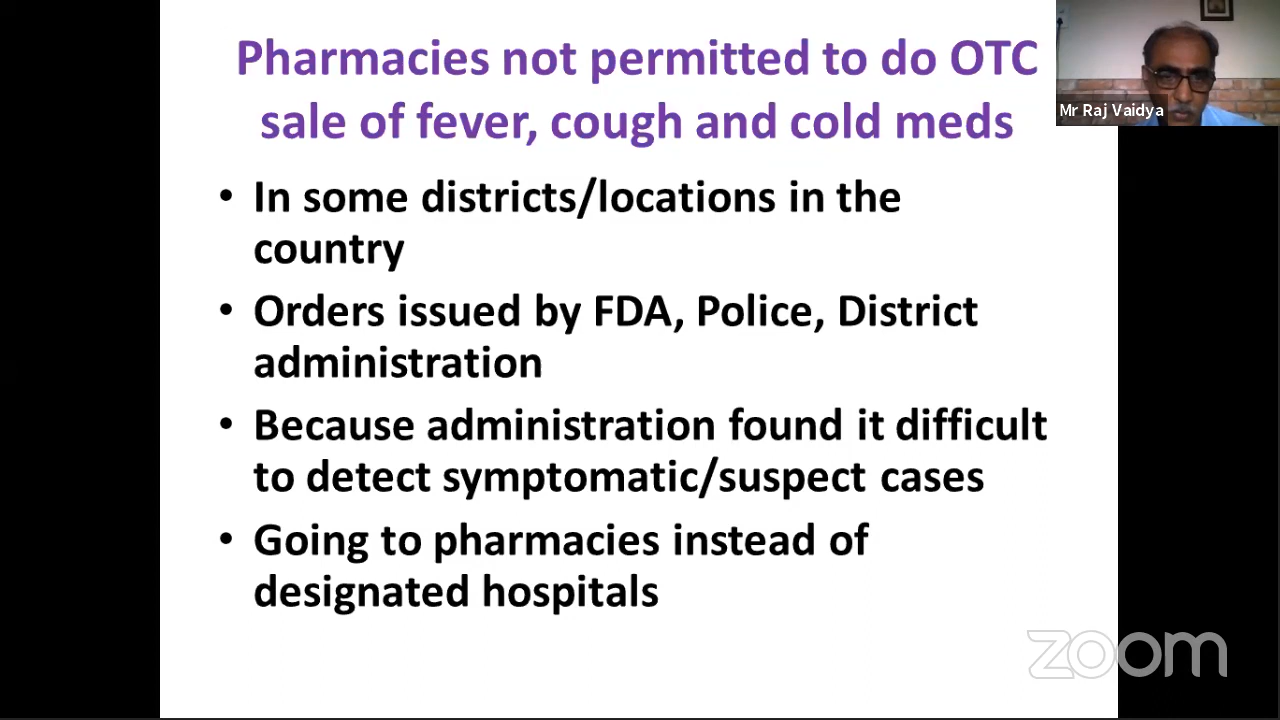 Pharmacies not permitted to do OTC
sale of fever, cough and cold meds
Mr Raj Vaidya
• In some districts/locations in the
country
• Orders issued by FDA, Police, District
administration
• Because administration found it difficult
to detect symptomatic/suspect cases
• Going to pharmacies instead of
designated hospitals
zoom